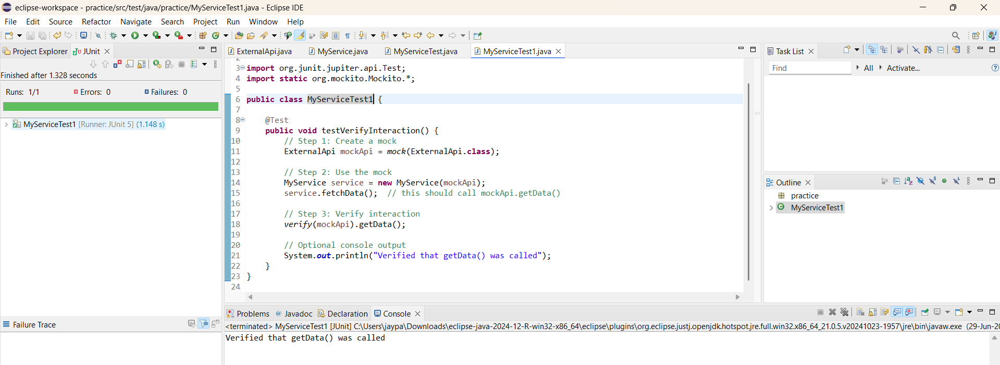 eclipse-workspace - practice/src/test/java/practice/MyServiceTest1.java - Eclipse IDE
File Edit Source Refactor Navigate Search Project Run Window Help
Project Explorer JUnit
Finished after 1.328 seconds
Runs: 1/1 Errors: 0 Failures: 0
MyServiceTest1 [Runner: JUnit 5] (1.148 s)
Failure Trace
ExternalApi.java MyService.java MyServiceTest.java MyServiceTest1.java
3 import org.junit.jupiter.api.Test;
4 import static org.mockito.Mockito.*;
5
6 public class MyServiceTest1 {
7
8 @Test
9 public void testVerifyInteraction() {
10 // Step 1: Create a mock
11 ExternalApi mockApi = mock(ExternalApi.class);
12
13 // Step 2: Use the mock
14 MyService service = new MyService(mockApi);
15 service.fetchData(); // this should call mockApi.getData()
16
17 // Step 3: Verify interaction
18 verify(mockApi).getData();
19
20 // Optional console output
21 System.out.println("Verified that getData() was called");
22 }
23 }
24
Problems Javadoc Declaration Console
<terminated> MyServiceTest1 [JUnit] C:\Users\jaypa\Downloads\eclipse-java-2024-12-R-win32-x86_64\eclipse\plugins\org.eclipse.justj.openjdk.hotspot.jre.full.win32.x86_64_21.0.5.v20241023-1957\jre\bin\javaw.exe (29-Jun-20
Verified that getData() was called
Task List
Find All Activate...
Outline
practice
MyServiceTest1